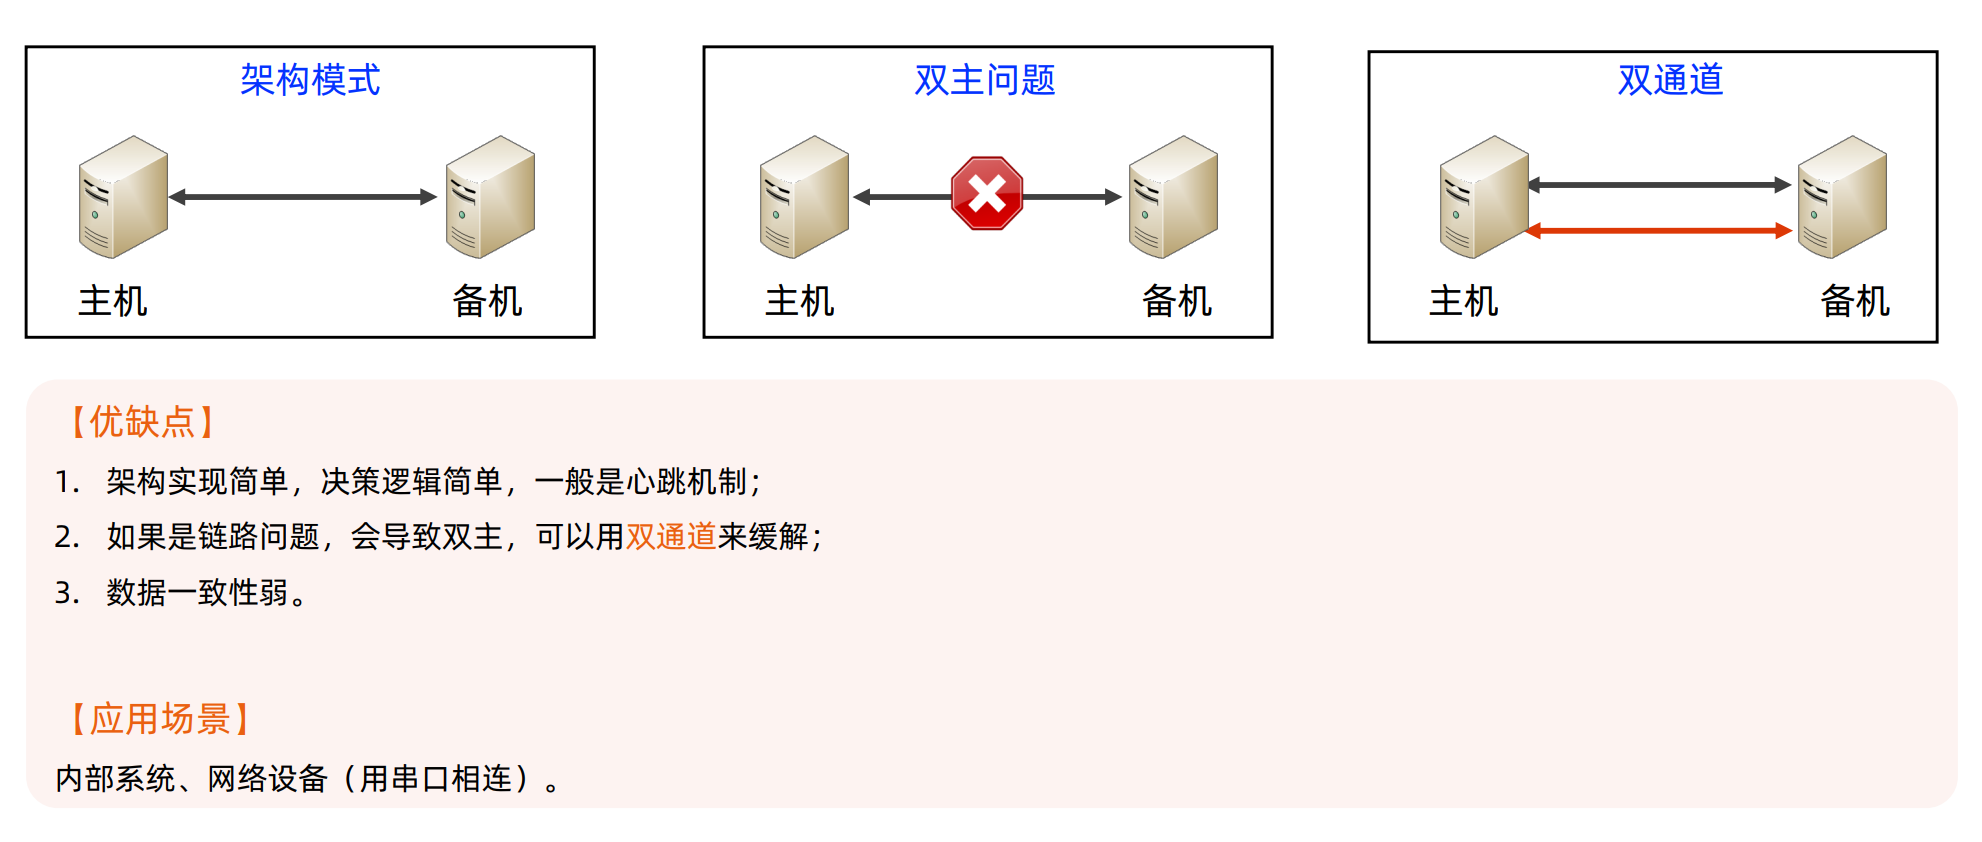 架构模式
主机
备机
双主问题
主机
备机
双通道
主机
备机
【优缺点】
1. 架构实现简单，决策逻辑简单，一般是心跳机制；
2. 如果是链路问题，会导致双主，可以用双通道来缓解；
3. 数据一致性弱。
【应用场景】
内部系统、网络设备（用串口相连）。